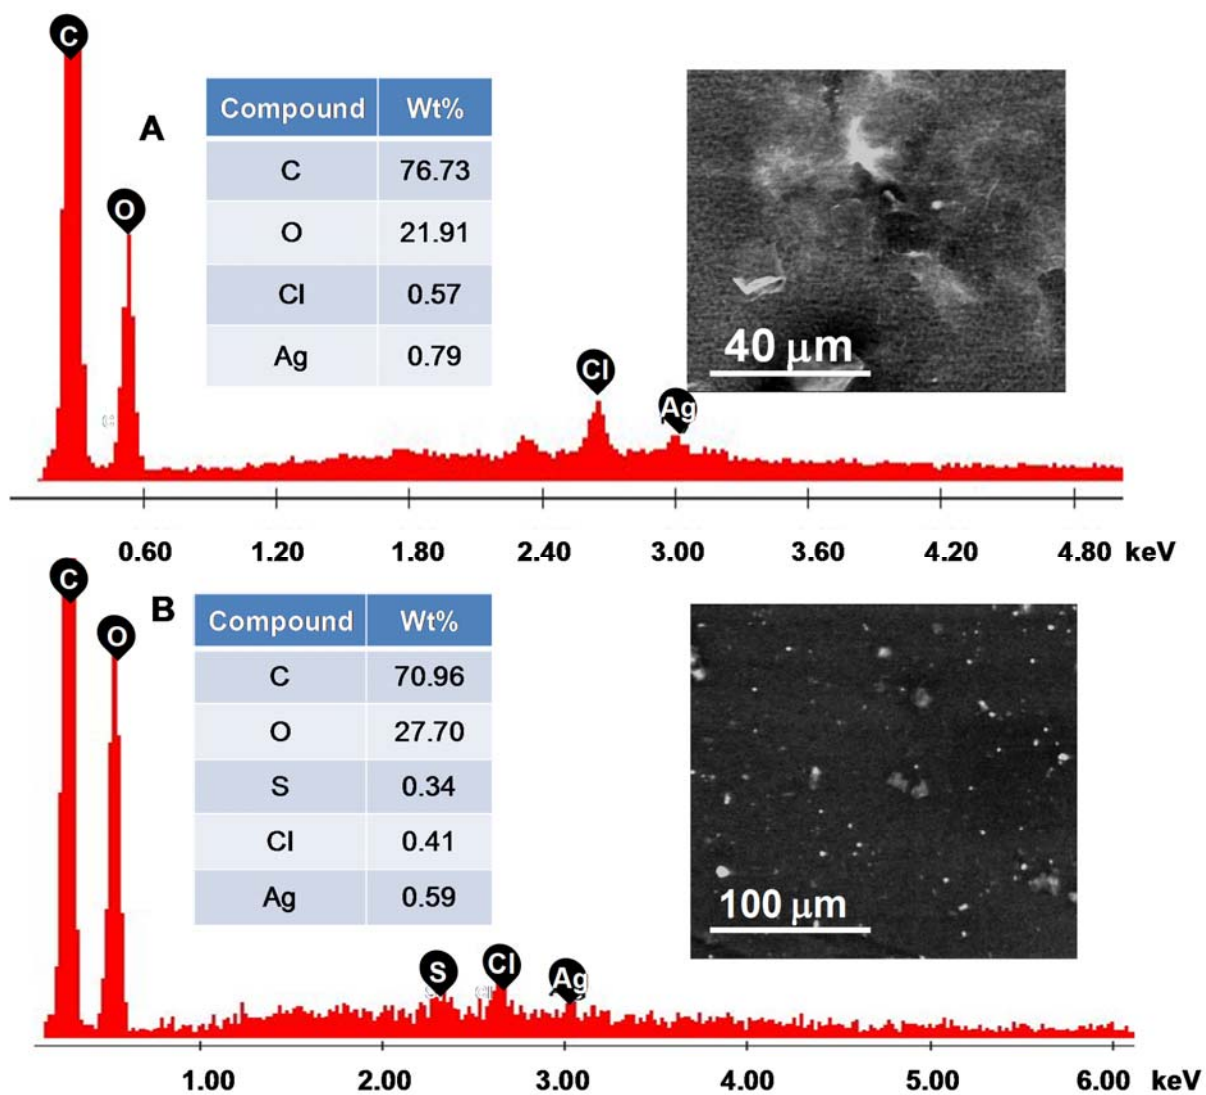 C
A
O
Compound Wt%
C 76.73
O 21.91
Cl 0.57
Ag 0.79
40 μm
Cl
Ag
0.60 1.20 1.80 2.40 3.00 3.60 4.20 4.80 keV
C
B
O
Compound Wt%
C 70.96
O 27.70
S 0.34
Cl 0.41
Ag 0.59
100 μm
S
Cl
Ag
1.00 2.00 3.00 4.00 5.00 6.00 keV